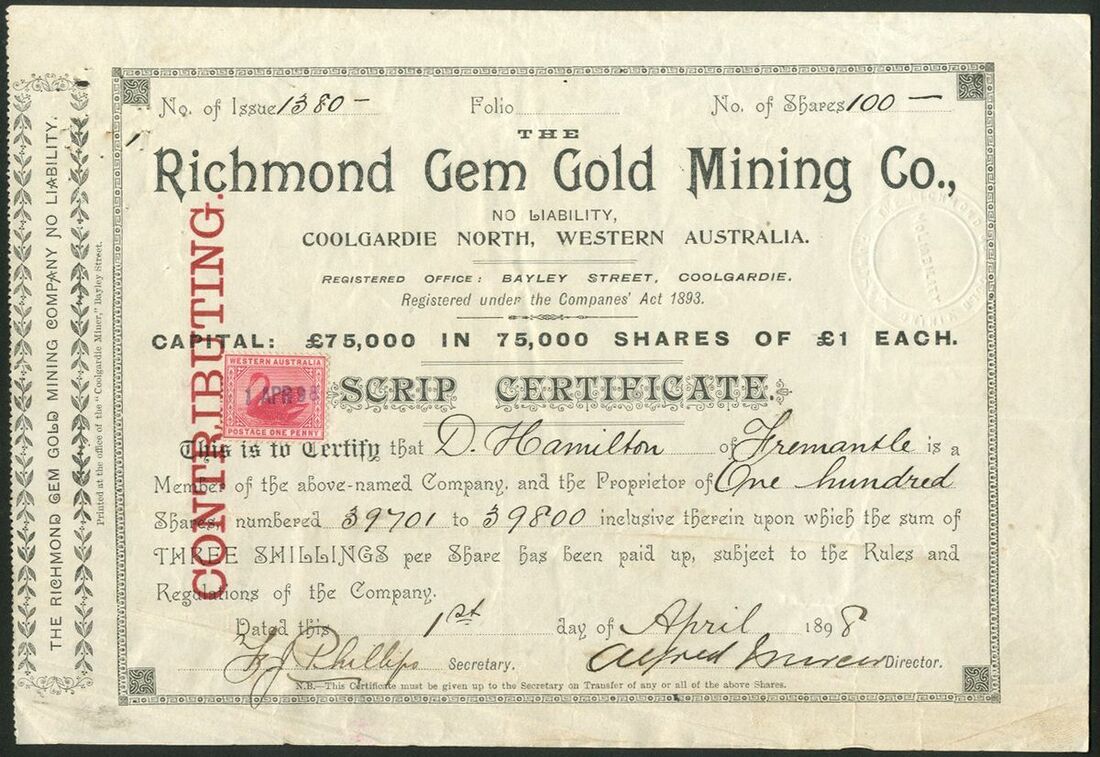 No. of Issue 1380 - Folio No. of Shares 100 —
THE
Richmond Gem Gold Mining Co.,
NO LIABILITY,
COOLGARDIE NORTH, WESTERN AUSTRALIA.
REGISTERED OFFICE: BAYLEY STREET, COOLGARDIE.
Registered under the Companes' Act 1893.
CAPITAL: £75,000 IN 75,000 SHARES OF £1 EACH.
SCRIP CERTIFICATE.
This is to Certify that D. Hamilton of Fremantle is a
Member of the above-named Company, and the Proprietor of One hundred
Shares, numbered 39701 to 39800 inclusive therein upon which the sum of
THREE SHILLINGS per Share has been paid up, subject to the Rules and
Regulations of the Company.
Dated this 1st day of April 1898
Phillips Secretary. Alfred Director.
N.B.—This Certificate must be given up to the Secretary on Transfer of any or all of the above Shares.
CONTRIBUTING.
WESTERN AUSTRALIA
1 APR 98
POSTAGE ONE PENNY
THE RICHMOND GEM GOLD MINING COMPANY NO LIABILITY.
Printed at the office of the "Coolgardie Miner," Bayley Street.